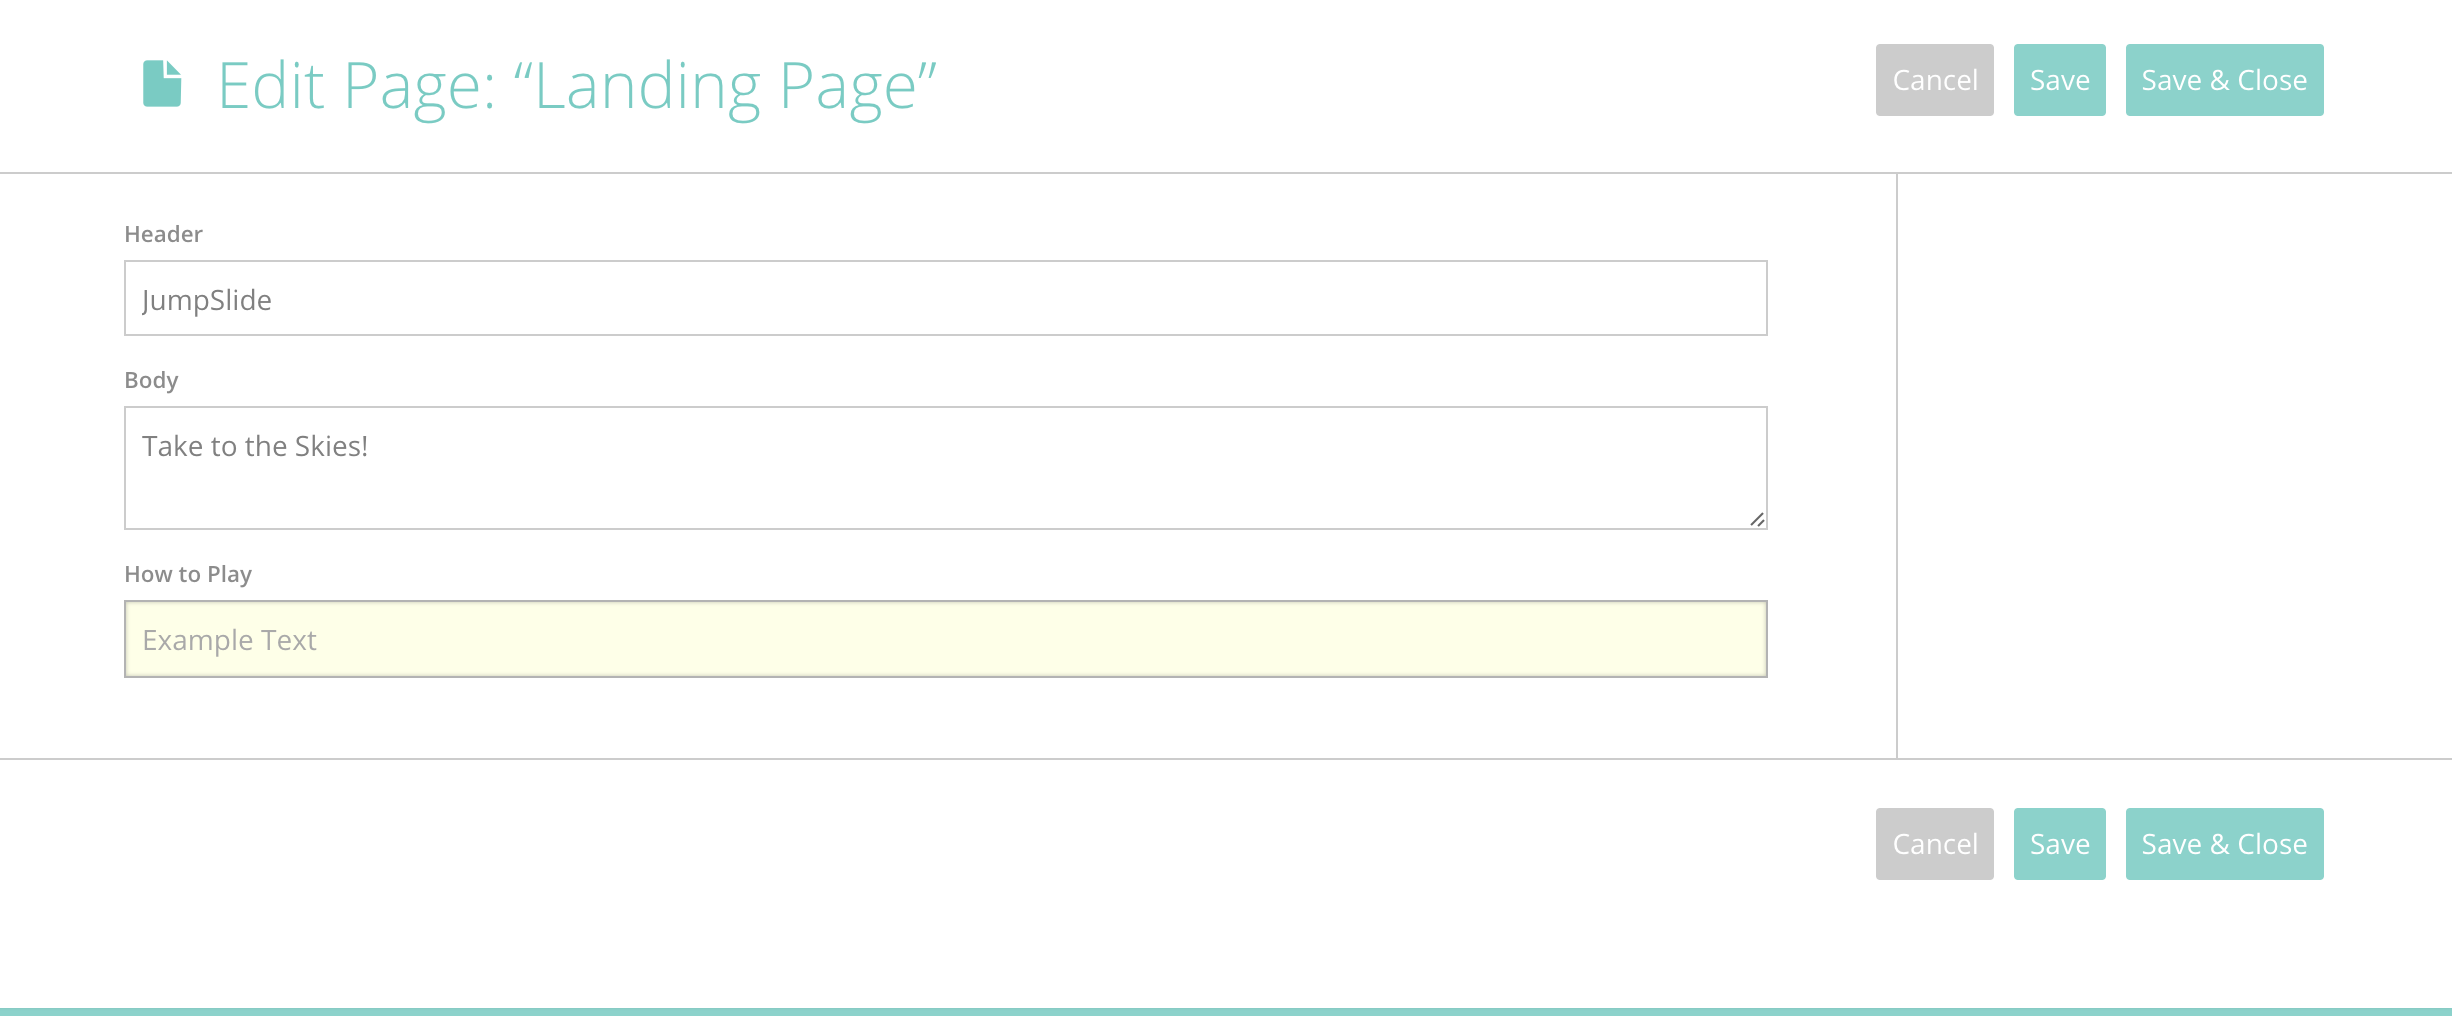 Edit Page: “Landing Page”
Cancel Save Save & Close
Header
JumpSlide
Body
Take to the Skies!
How to Play
Example Text
Cancel Save Save & Close